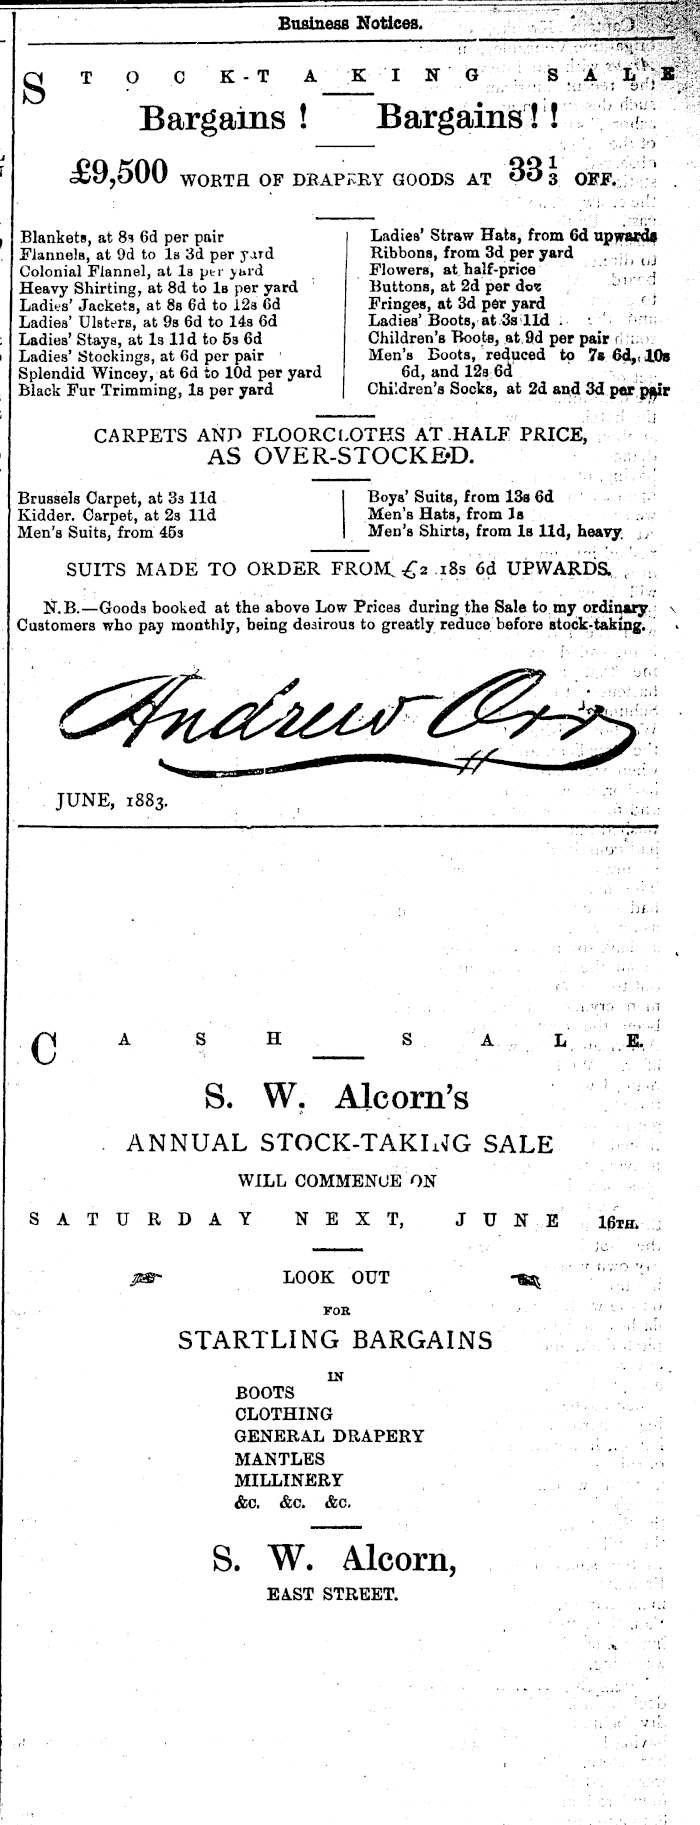 Business Notices.
STOCK-TAKING SALE
Bargains ! Bargains ! !
£9,500 WORTH OF DRAPERY GOODS AT 33 1/3 OFF.
Blankets, at 8s 6d per pair
Flannels, at 9d to 1s 3d per yard
Colonial Flannel, at 1s per yard
Heavy Shirting, at 8d to 1s per yard
Ladies' Jackets, at 8s 6d to 12s 6d
Ladies' Ulsters, at 9s 6d to 14s 6d
Ladies' Stays, at 1s 11d to 5s 6d
Ladies' Stockings, at 6d per pair
Splendid Wincey, at 6d to 10d per yard
Black Fur Trimming, 1s per yard
Ladies' Straw Hats, from 6d upwards
Ribbons, from 3d per yard
Flowers, at half-price
Buttons, at 2d per doz
Fringes, at 3d per yard
Ladies' Boots, at 3s 11d
Children's Boots, at 9d per pair
Men's Boots, reduced to 7s 6d, 10s
6d, and 12s 6d
Children's Socks, at 2d and 3d per pair
CARPETS AND FLOORCLOTHS AT HALF PRICE,
AS OVER-STOCKED.
Brussels Carpet, at 3s 11d
Kidder. Carpet, at 2s 11d
Men's Suits, from 45s
Boys' Suits, from 13s 6d
Men's Hats, from 1s
Men's Shirts, from 1s 11d, heavy
SUITS MADE TO ORDER FROM £2 18s 6d UPWARDS.
N.B.—Goods booked at the above Low Prices during the Sale to my ordinary
Customers who pay monthly, being desirous to greatly reduce before stock-taking.
Andrew Orr
JUNE, 1883.
CASH SALE.
S. W. Alcorn's
ANNUAL STOCK-TAKING SALE
WILL COMMENCE ON
SATURDAY NEXT, JUNE 16TH.
LOOK OUT
FOR
STARTLING BARGAINS
IN
BOOTS
CLOTHING
GENERAL DRAPERY
MANTLES
MILLINERY
&c. &c. &c.
S. W. Alcorn,
EAST STREET.